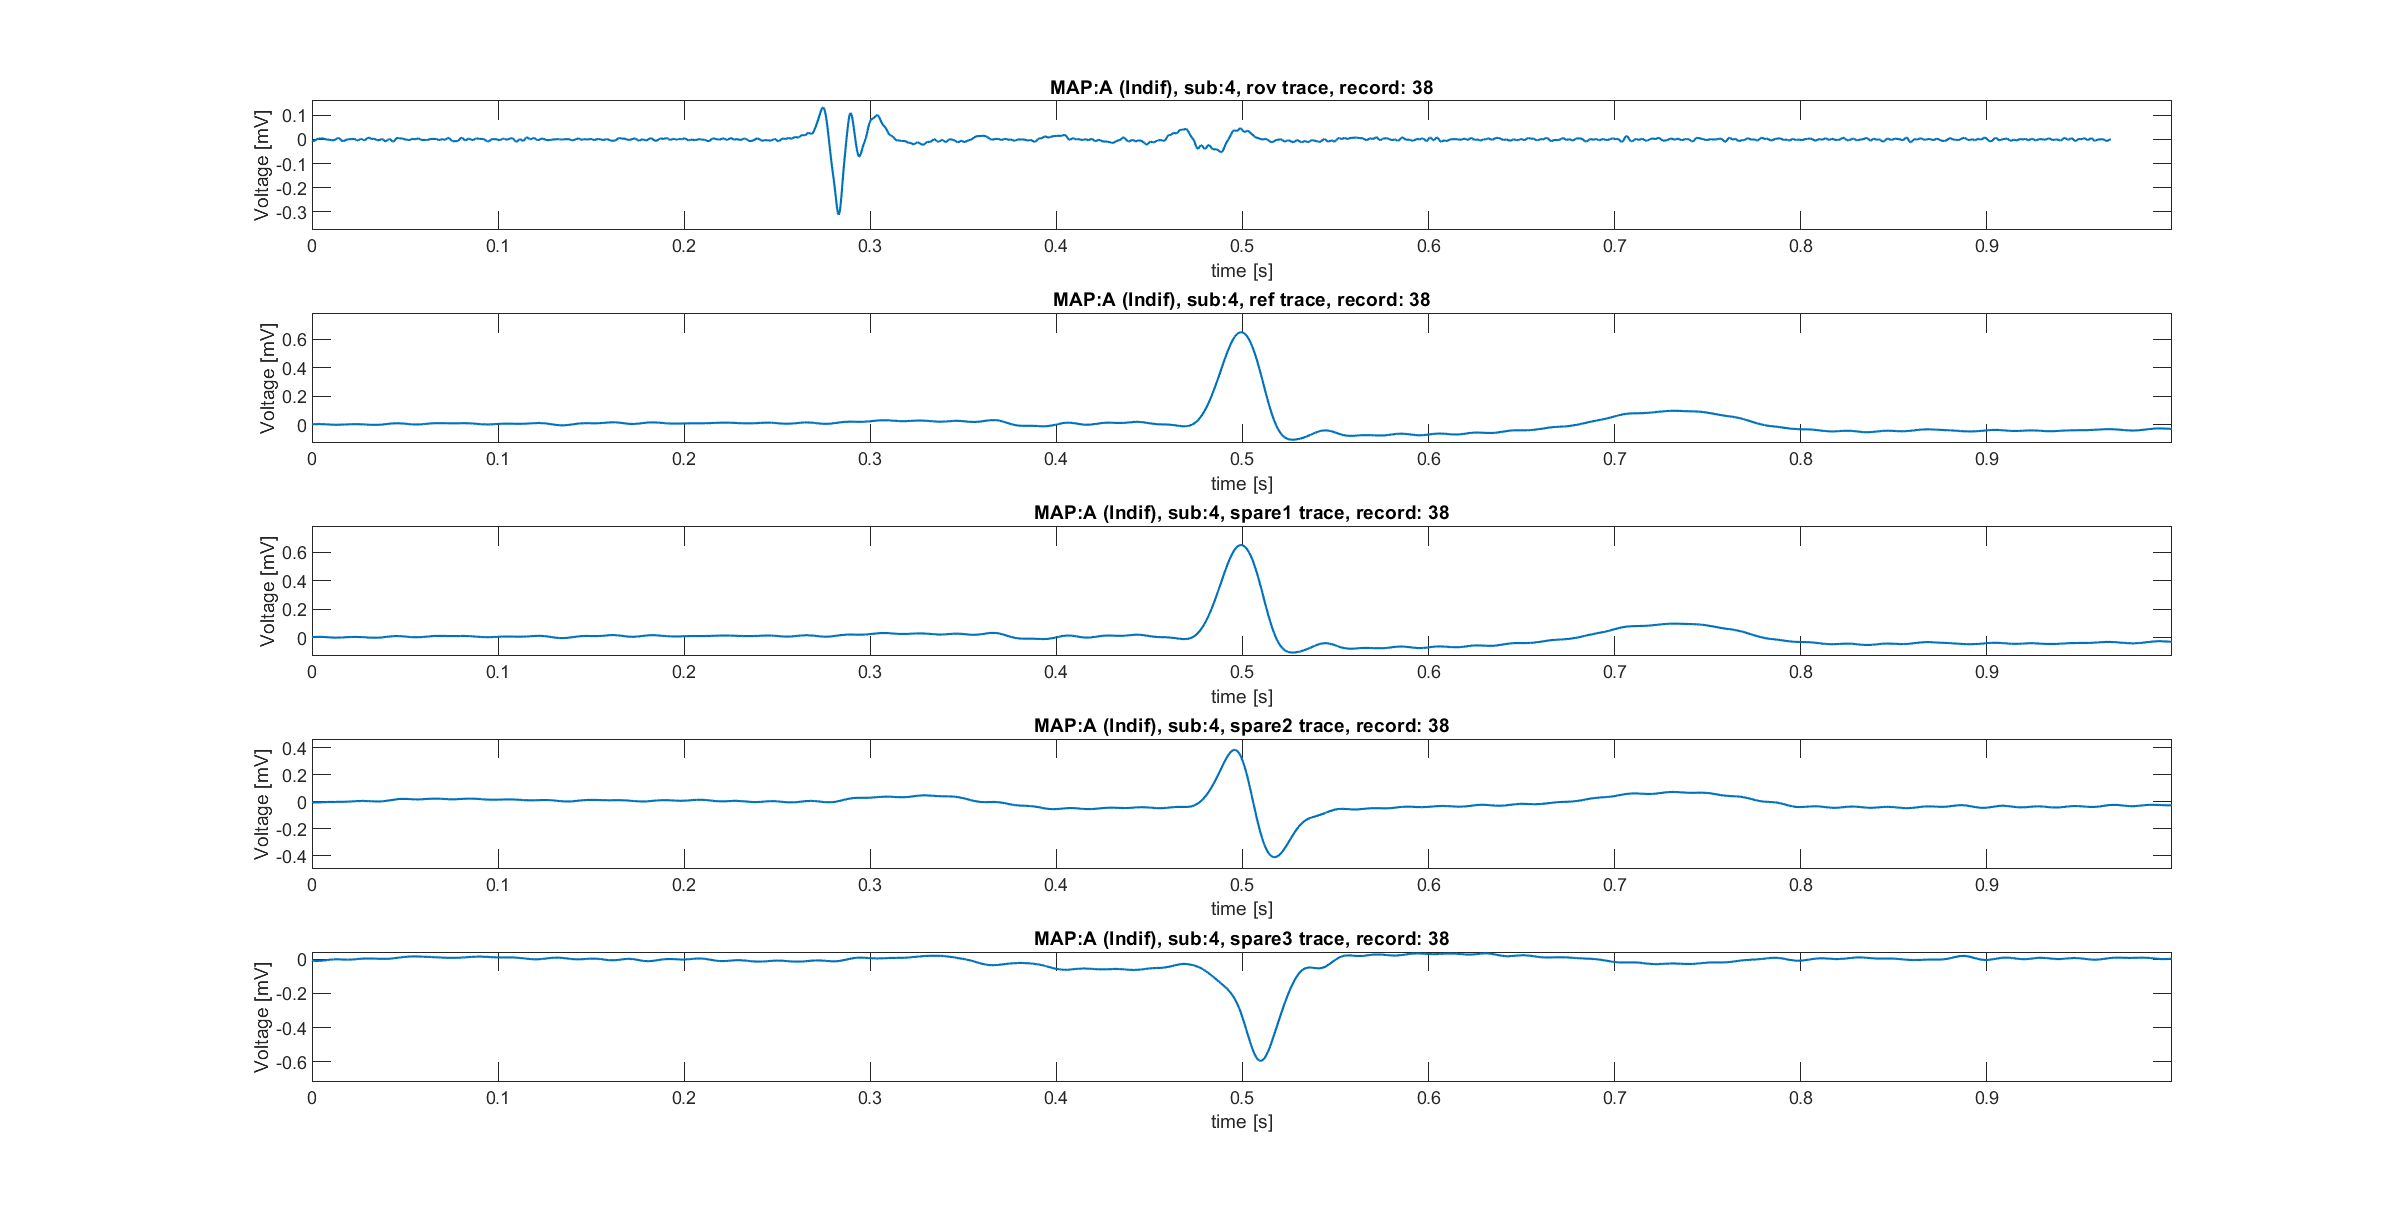 MAP:A (Indif), sub:4, rov trace, record: 38
Voltage [mV]
0.1
0
-0.1
-0.2
-0.3
0 0.1 0.2 0.3 0.4 0.5 0.6 0.7 0.8 0.9
time [s]
MAP:A (Indif), sub:4, ref trace, record: 38
Voltage [mV]
0.6
0.4
0.2
0
0 0.1 0.2 0.3 0.4 0.5 0.6 0.7 0.8 0.9
time [s]
MAP:A (Indif), sub:4, spare1 trace, record: 38
Voltage [mV]
0.6
0.4
0.2
0
0 0.1 0.2 0.3 0.4 0.5 0.6 0.7 0.8 0.9
time [s]
MAP:A (Indif), sub:4, spare2 trace, record: 38
Voltage [mV]
0.4
0.2
0
-0.2
-0.4
0 0.1 0.2 0.3 0.4 0.5 0.6 0.7 0.8 0.9
time [s]
MAP:A (Indif), sub:4, spare3 trace, record: 38
Voltage [mV]
0
-0.2
-0.4
-0.6
0 0.1 0.2 0.3 0.4 0.5 0.6 0.7 0.8 0.9
time [s]